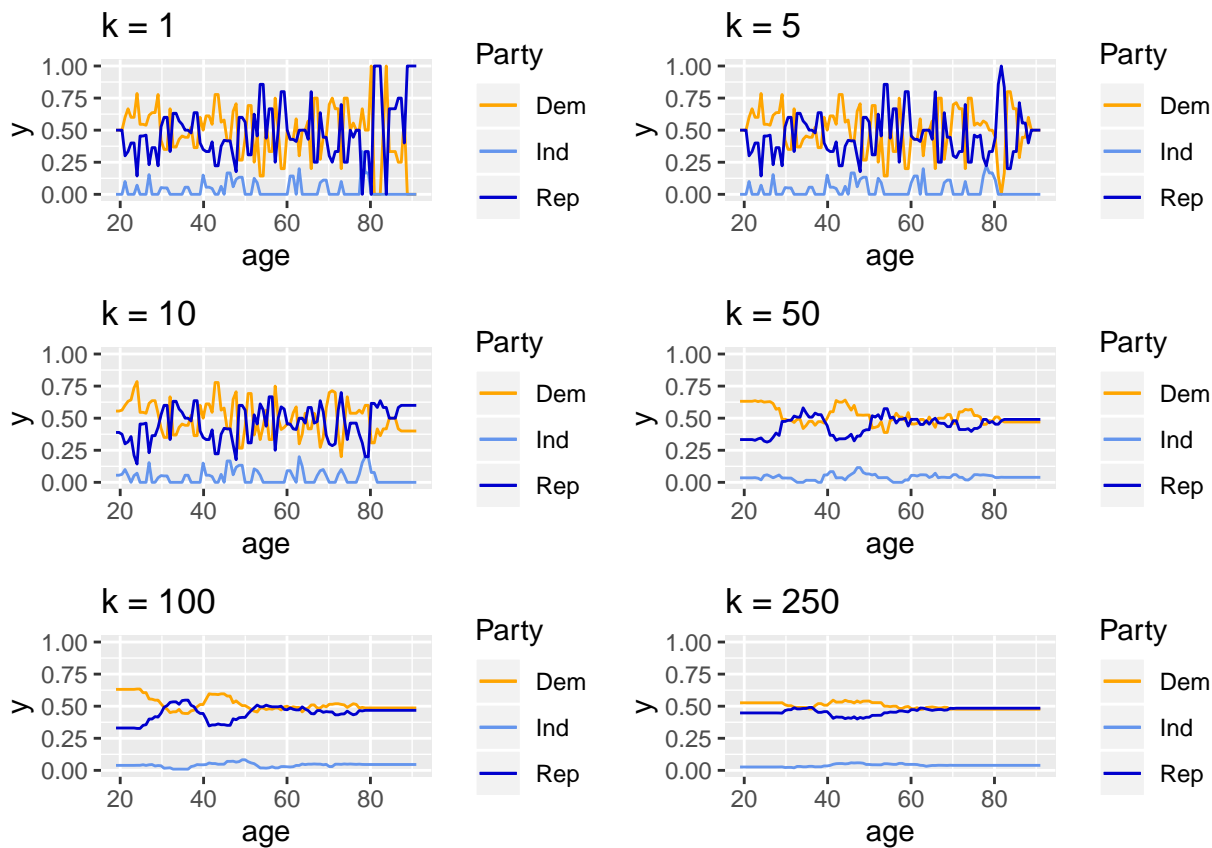 k = 1
Party
1.00
0.75
0.50
0.25
0.00
y
20 40 60 80
age
Dem
Ind
Rep
k = 5
Party
1.00
0.75
0.50
0.25
0.00
y
20 40 60 80
age
Dem
Ind
Rep
k = 10
Party
1.00
0.75
0.50
0.25
0.00
y
20 40 60 80
age
Dem
Ind
Rep
k = 50
Party
1.00
0.75
0.50
0.25
0.00
y
20 40 60 80
age
Dem
Ind
Rep
k = 100
Party
1.00
0.75
0.50
0.25
0.00
y
20 40 60 80
age
Dem
Ind
Rep
k = 250
Party
1.00
0.75
0.50
0.25
0.00
y
20 40 60 80
age
Dem
Ind
Rep